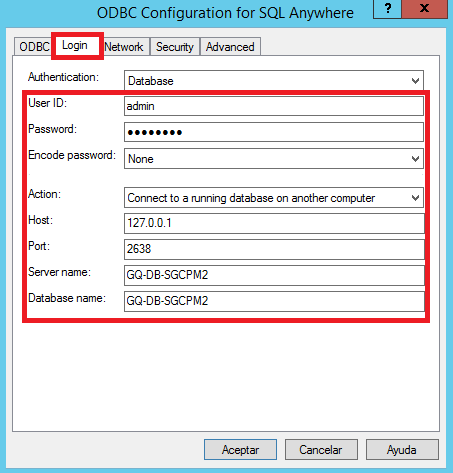 ODBC Configuration for SQL Anywhere
? X
ODBC Login Network Security Advanced
Authentication: Database
User ID: admin
Password: ●●●●●●●●
Encode password: None
Action: Connect to a running database on another computer
Host: 127.0.0.1
Port: 2638
Server name: GQ-DB-SGCPM2
Database name: GQ-DB-SGCPM2
Aceptar Cancelar Ayuda